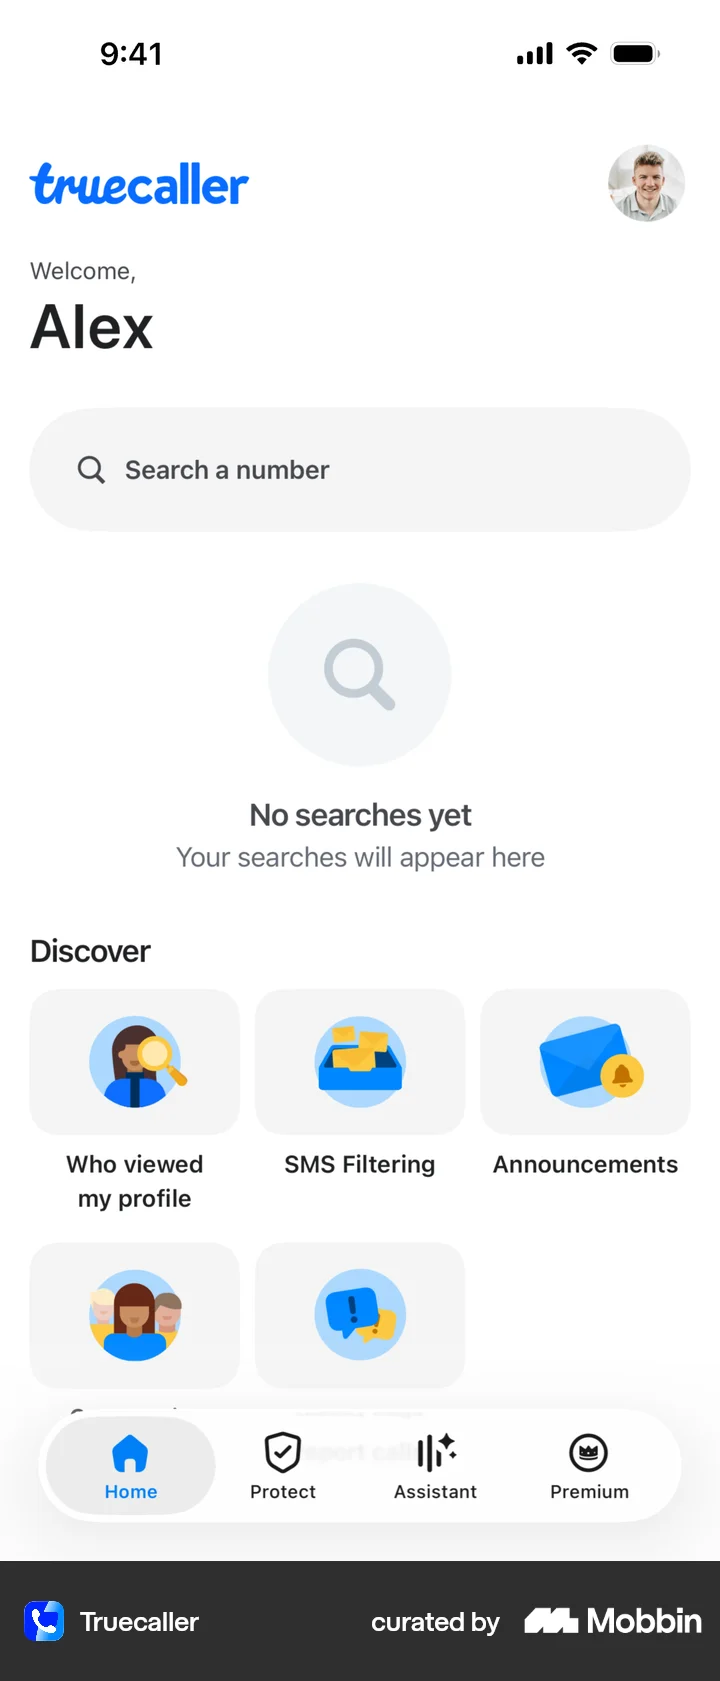 9:41
truecaller
Welcome,
Alex
Search a number
No searches yet
Your searches will appear here
Discover
Who viewed
my profile
SMS Filtering
Announcements
Home
Protect
Assistant
Premium
Truecaller
curated by
Mobbin